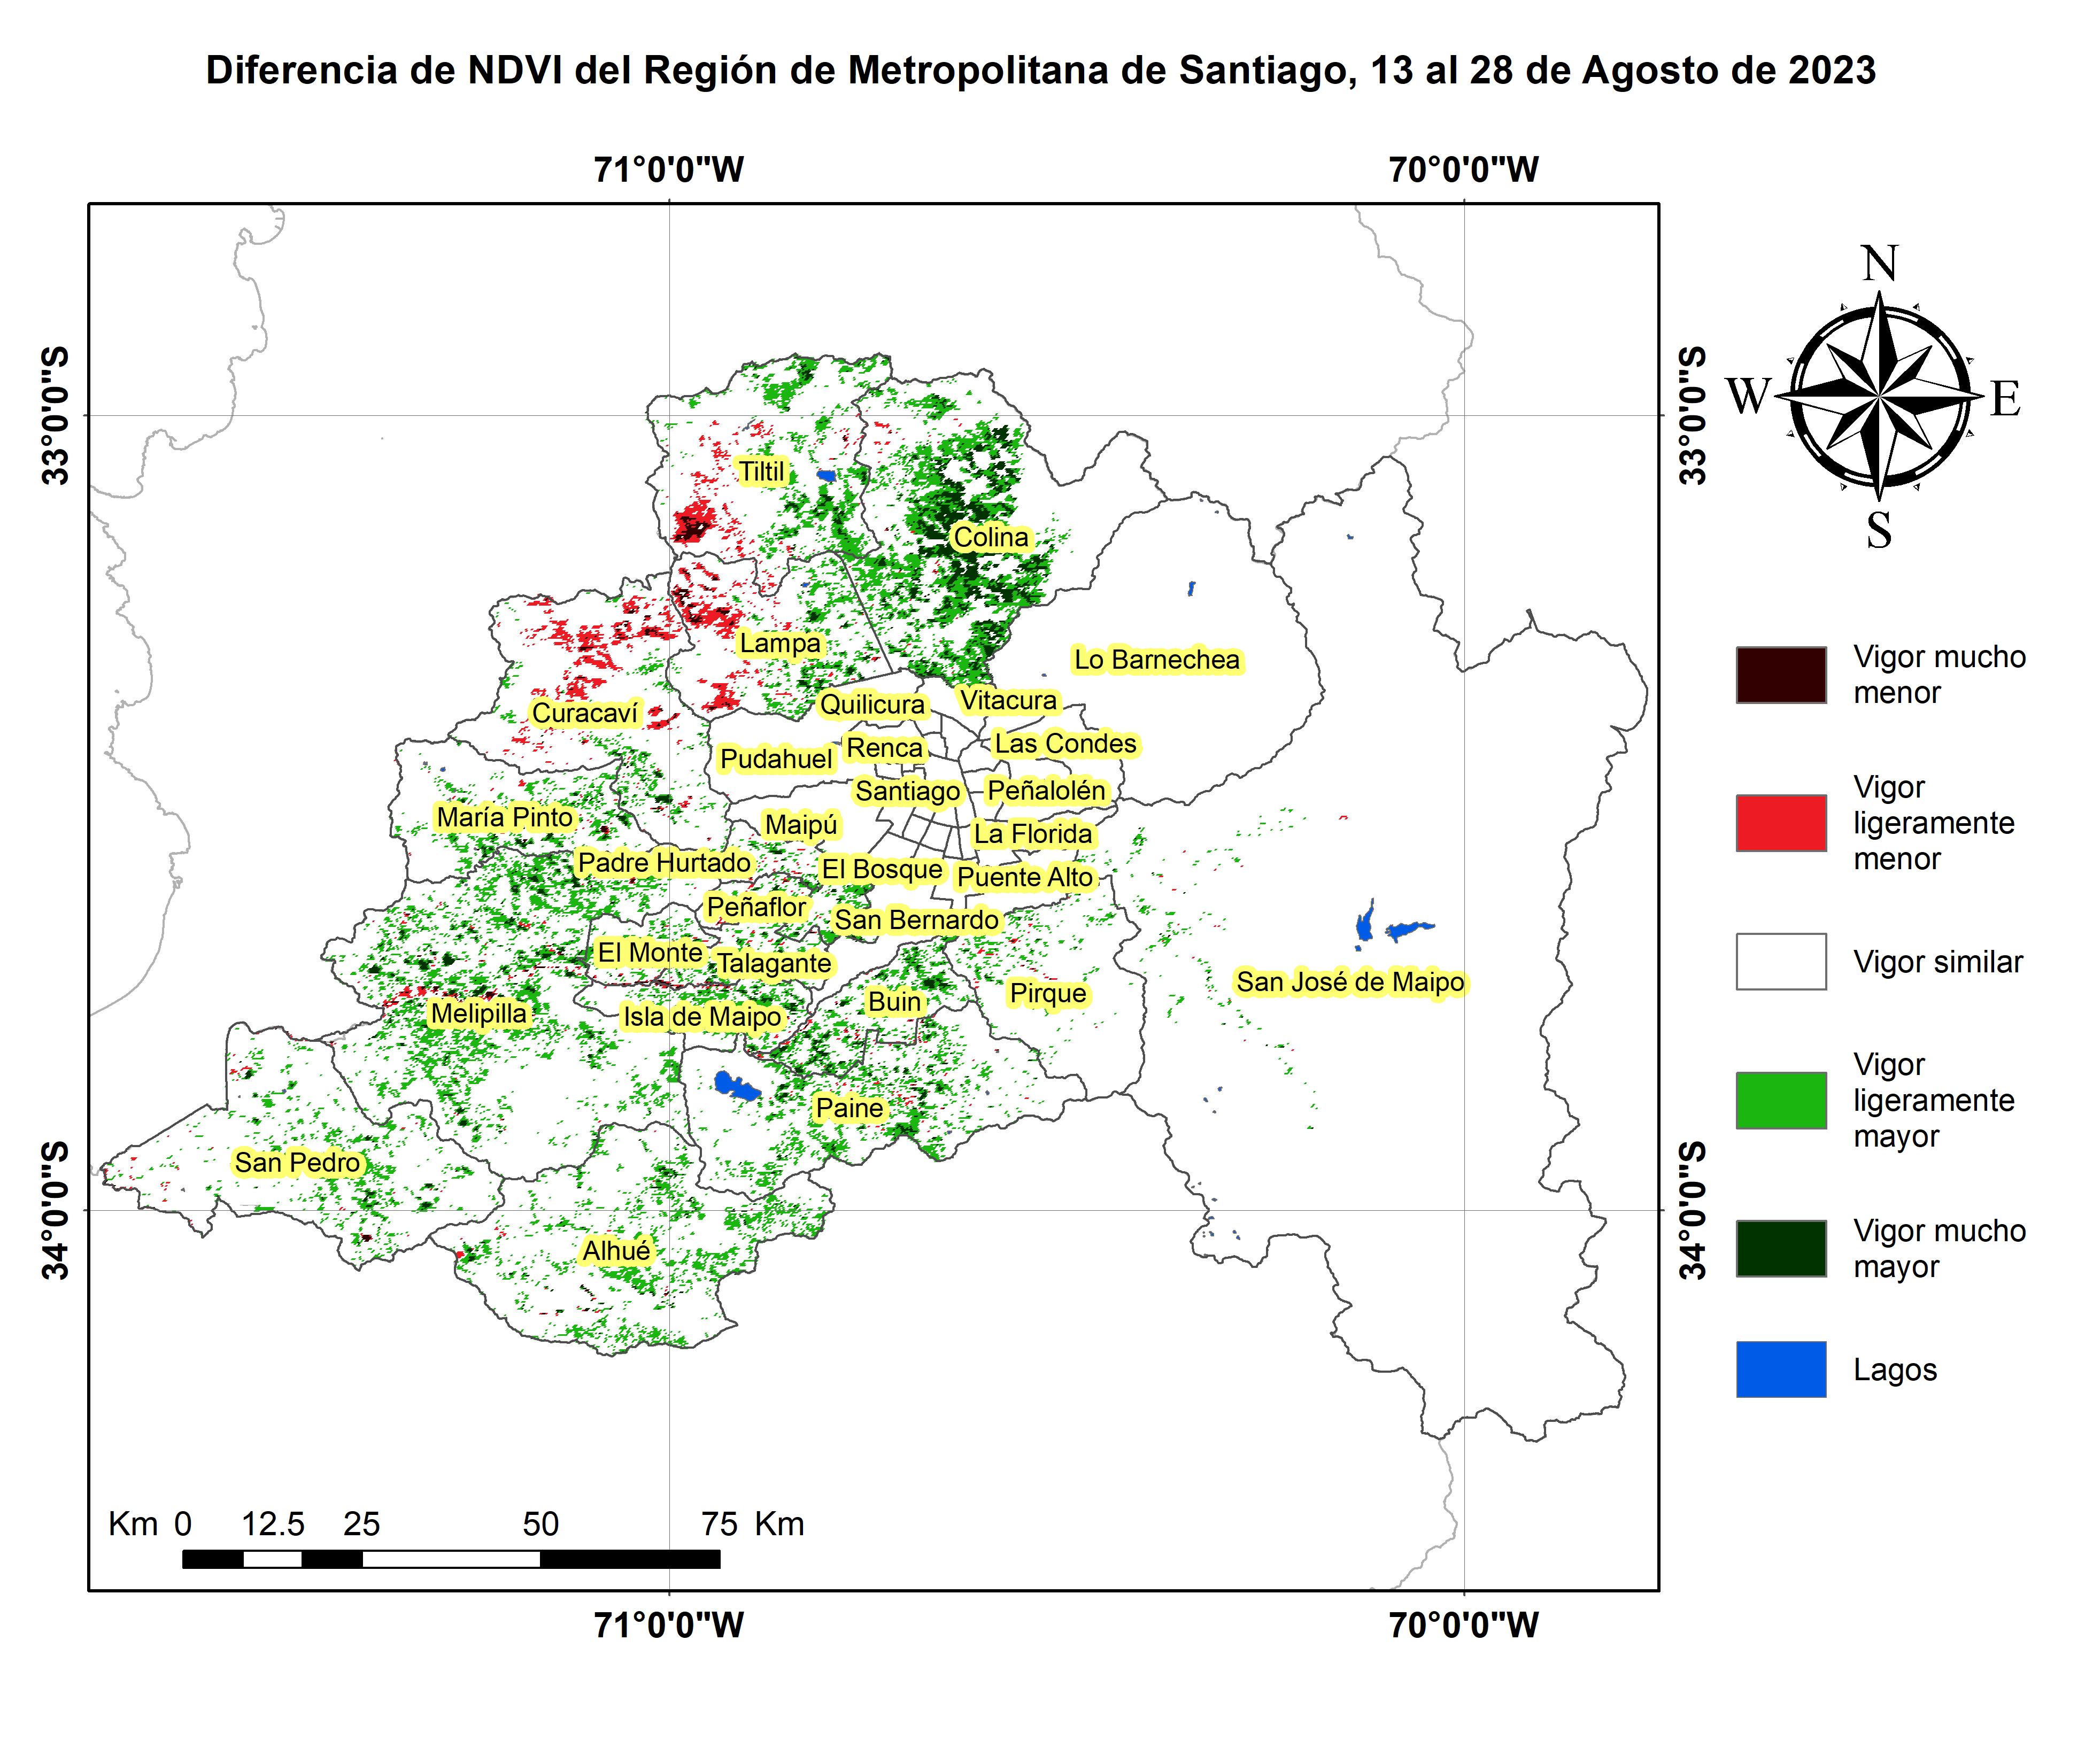 Diferencia de NDVI del Región de Metropolitana de Santiago, 13 al 28 de Agosto de 2023
71°0'0"W
70°0'0"W
33°0'0"S
33°0'0"S
N
W
E
S
Tiltil
Colina
Lampa
Lo Barnechea
Curacaví
Quilicura
Vitacura
Pudahuel
Renca
Las Condes
Santiago
Peñalolén
María Pinto
Maipú
La Florida
Padre Hurtado
El Bosque
Puente Alto
Peñaflor
San Bernardo
El Monte
Talagante
San José de Maipo
Melipilla
Isla de Maipo
Buin
Pirque
Paine
San Pedro
Alhué
34°0'0"S
34°0'0"S
Vigor mucho
menor
Vigor
ligeramente
menor
Vigor similar
Vigor
ligeramente
mayor
Vigor mucho
mayor
Lagos
Km 0 12.5 25 50 75 Km
71°0'0"W
70°0'0"W